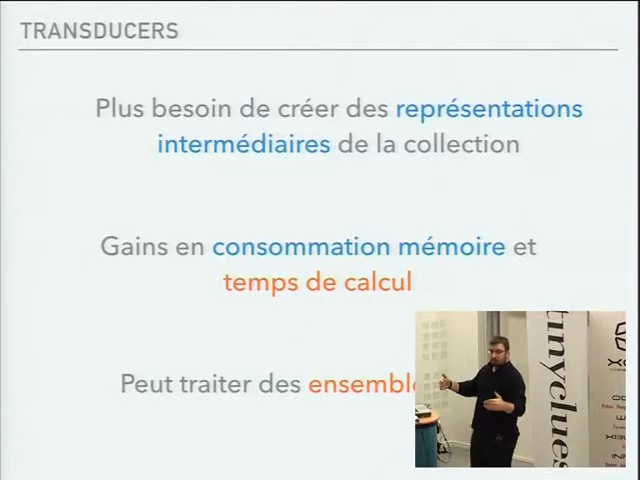 TRANSDUCERS
Plus besoin de créer des représentations
intermédiaires de la collection
Gains en consommation mémoire et
temps de calcul
Peut traiter des
tinyclues